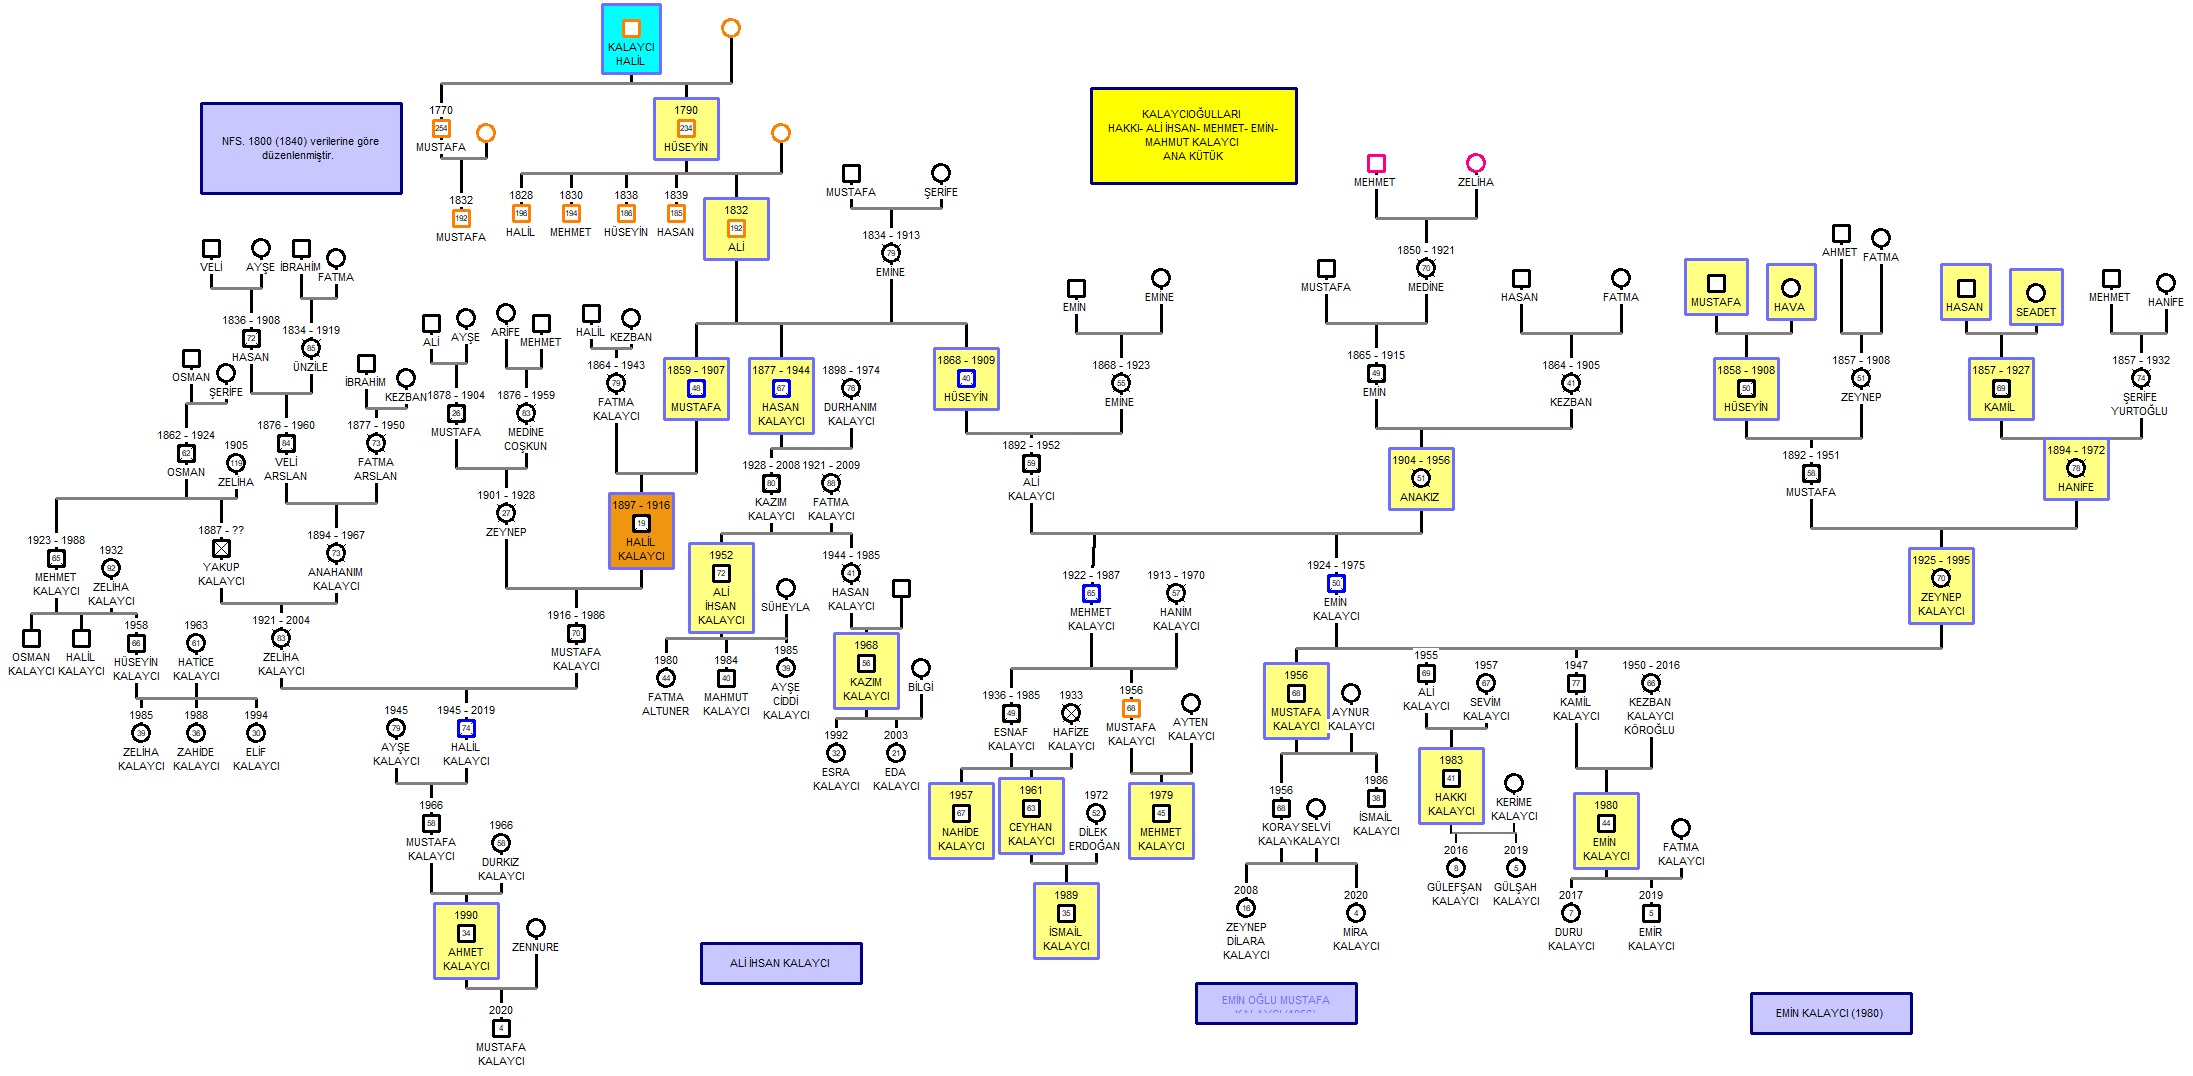 KALAYCI
HALİL
NFS. 1800 (1840) verilerine göre
düzenlenmiştir.
KALAYCIOĞULLARI
HAKKI- ALİ İHSAN- MEHMET- EMİN-
MAHMUT KALAYCI
ANA KÜTÜK
1770
254
MUSTAFA
1790
234
HÜSEYİN
1832
192
MUSTAFA
1828
196
HALİL
1830
194
MEHMET
1838
186
HÜSEYİN
1839
185
HASAN
1832
192
ALİ
MUSTAFA
ŞERİFE
1834 - 1913
79
EMİNE
MEHMET
ZELİHA
1850 - 1921
70
MEDİNE
VELİ
AYŞE
İBRAHİM
FATMA
1836 - 1908
72
HASAN
1834 - 1919
85
ÜNZİLE
OSMAN
ŞERİFE
İBRAHİM
KEZBAN
ALİ
AYŞE
ARİFE
MEHMET
HALİL
KEZBAN
EMİN
EMİNE
MUSTAFA
HASAN
FATMA
MUSTAFA
HAVA
AHMET
FATMA
HASAN
SEADET
MEHMET
HANİFE
1862 - 1924
62
OSMAN
1905
119
ZELİHA
1876 - 1960
84
VELİ
ARSLAN
1877 - 1950
73
FATMA
ARSLAN
1878 - 1904
26
MUSTAFA
1876 - 1959
83
MEDİNE
COŞKUN
1864 - 1943
79
FATMA
KALAYCI
1859 - 1907
48
MUSTAFA
1877 - 1944
67
HASAN
KALAYCI
1898 - 1974
76
DURHANIM
KALAYCI
1868 - 1909
40
HÜSEYİN
1868 - 1923
55
EMİNE
1865 - 1915
49
EMİN
1864 - 1905
41
KEZBAN
1858 - 1908
50
HÜSEYİN
1857 - 1908
51
ZEYNEP
1857 - 1927
69
KAMİL
1857 - 1932
74
ŞERİFE
YURTOĞLU
1923 - 1988
65
MEHMET
KALAYCI
1932
92
ZELİHA
KALAYCI
1887 - ??
YAKUP
KALAYCI
1894 - 1967
73
ANAHANIM
KALAYCI
1901 - 1928
27
ZEYNEP
1897 - 1916
19
HALİL
KALAYCI
1928 - 2008
80
KAZIM
KALAYCI
1921 - 2009
88
FATMA
KALAYCI
1892 - 1952
59
ALİ
KALAYCI
1904 - 1956
51
ANAKIZ
1892 - 1951
58
MUSTAFA
1894 - 1972
78
HANİFE
OSMAN
KALAYCI
HALİL
KALAYCI
1958
66
HÜSEYİN
KALAYCI
1963
61
HATİCE
KALAYCI
1921 - 2004
83
ZELİHA
KALAYCI
1916 - 1986
70
MUSTAFA
KALAYCI
1952
72
ALİ
İHSAN
KALAYCI
SÜHEYLA
1944 - 1985
41
HASAN
KALAYCI
1922 - 1987
65
MEHMET
KALAYCI
1913 - 1970
57
HANIM
KALAYCI
1924 - 1975
50
EMİN
KALAYCI
1925 - 1995
70
ZEYNEP
KALAYCI
1985
39
ZELİHA
KALAYCI
1988
36
ZAHİDE
KALAYCI
1994
30
ELİF
KALAYCI
1945
79
AYŞE
KALAYCI
1945 - 2019
74
HALİL
KALAYCI
1980
44
FATMA
ALTUNER
1984
40
MAHMUT
KALAYCI
1985
39
AYŞE
CİDDİ
KALAYCI
1968
56
KAZIM
KALAYCI
BİLGİ
1992
32
ESRA
KALAYCI
2003
21
EDA
KALAYCI
1936 - 1985
49
ESNAF
KALAYCI
1933
HAFİZE
KALAYCI
1956
68
MUSTAFA
KALAYCI
AYTEN
KALAYCI
1956
68
MUSTAFA
KALAYCI
AYNUR
KALAYCI
1955
69
ALİ
KALAYCI
1957
67
SEVİM
KALAYCI
1947
77
KAMİL
KALAYCI
1950 - 2016
66
KEZBAN
KALAYCI
KÖROĞLU
1966
58
MUSTAFA
KALAYCI
1966
58
DURKIZ
KALAYCI
1957
67
NAHİDE
KALAYCI
1961
63
CEYHAN
KALAYCI
1972
52
DİLEK
ERDOĞAN
1979
45
MEHMET
KALAYCI
1956
68
KORAY
SELVİ
KALAYCI
1986
38
İSMAİL
KALAYCI
1983
41
HAKKI
KALAYCI
KERİME
KALAYCI
1980
44
EMİN
KALAYCI
FATMA
KALAYCI
1990
34
AHMET
KALAYCI
ZENNURE
1989
35
İSMAİL
KALAYCI
2008
16
ZEYNEP
DİLARA
KALAYCI
2020
4
MİRA
KALAYCI
2016
8
GÜLEFŞAN
KALAYCI
2019
5
GÜLŞAH
KALAYCI
2017
7
DURU
KALAYCI
2019
5
EMİR
KALAYCI
2020
4
MUSTAFA
KALAYCI
ALİ İHSAN KALAYCI
EMİN OĞLU MUSTAFA
KALAYCI (1956)
EMİN KALAYCI (1980)